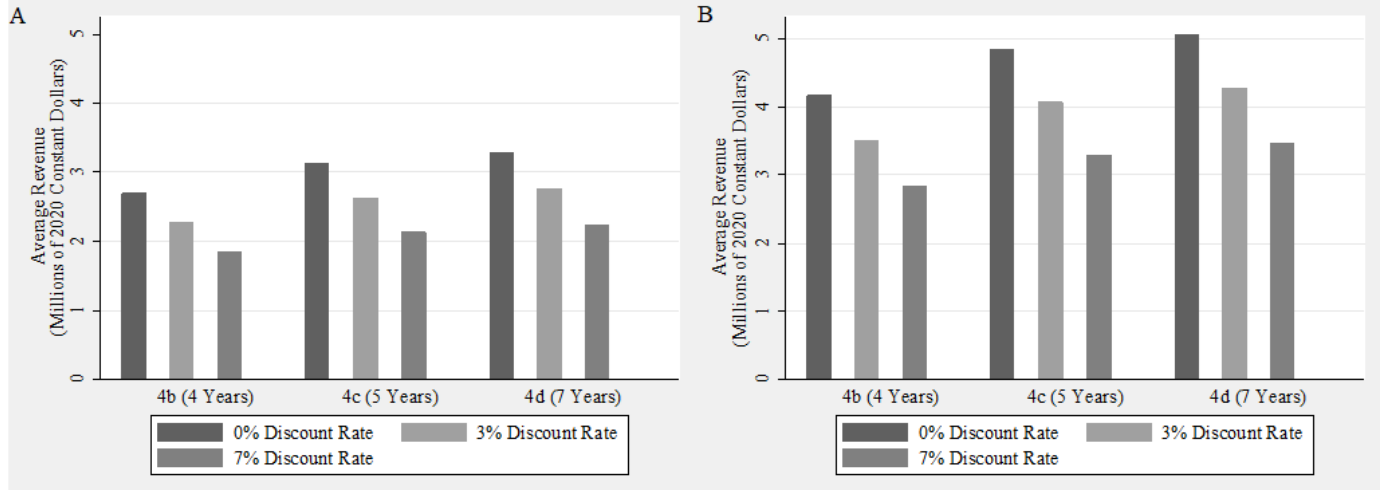 A
Average Revenue
(Millions of 2020 Constant Dollars)
5
4
3
2
1
0
4b (4 Years)
4c (5 Years)
4d (7 Years)
0% Discount Rate
3% Discount Rate
7% Discount Rate
B
Average Revenue
(Millions of 2020 Constant Dollars)
5
4
3
2
1
0
4b (4 Years)
4c (5 Years)
4d (7 Years)
0% Discount Rate
3% Discount Rate
7% Discount Rate